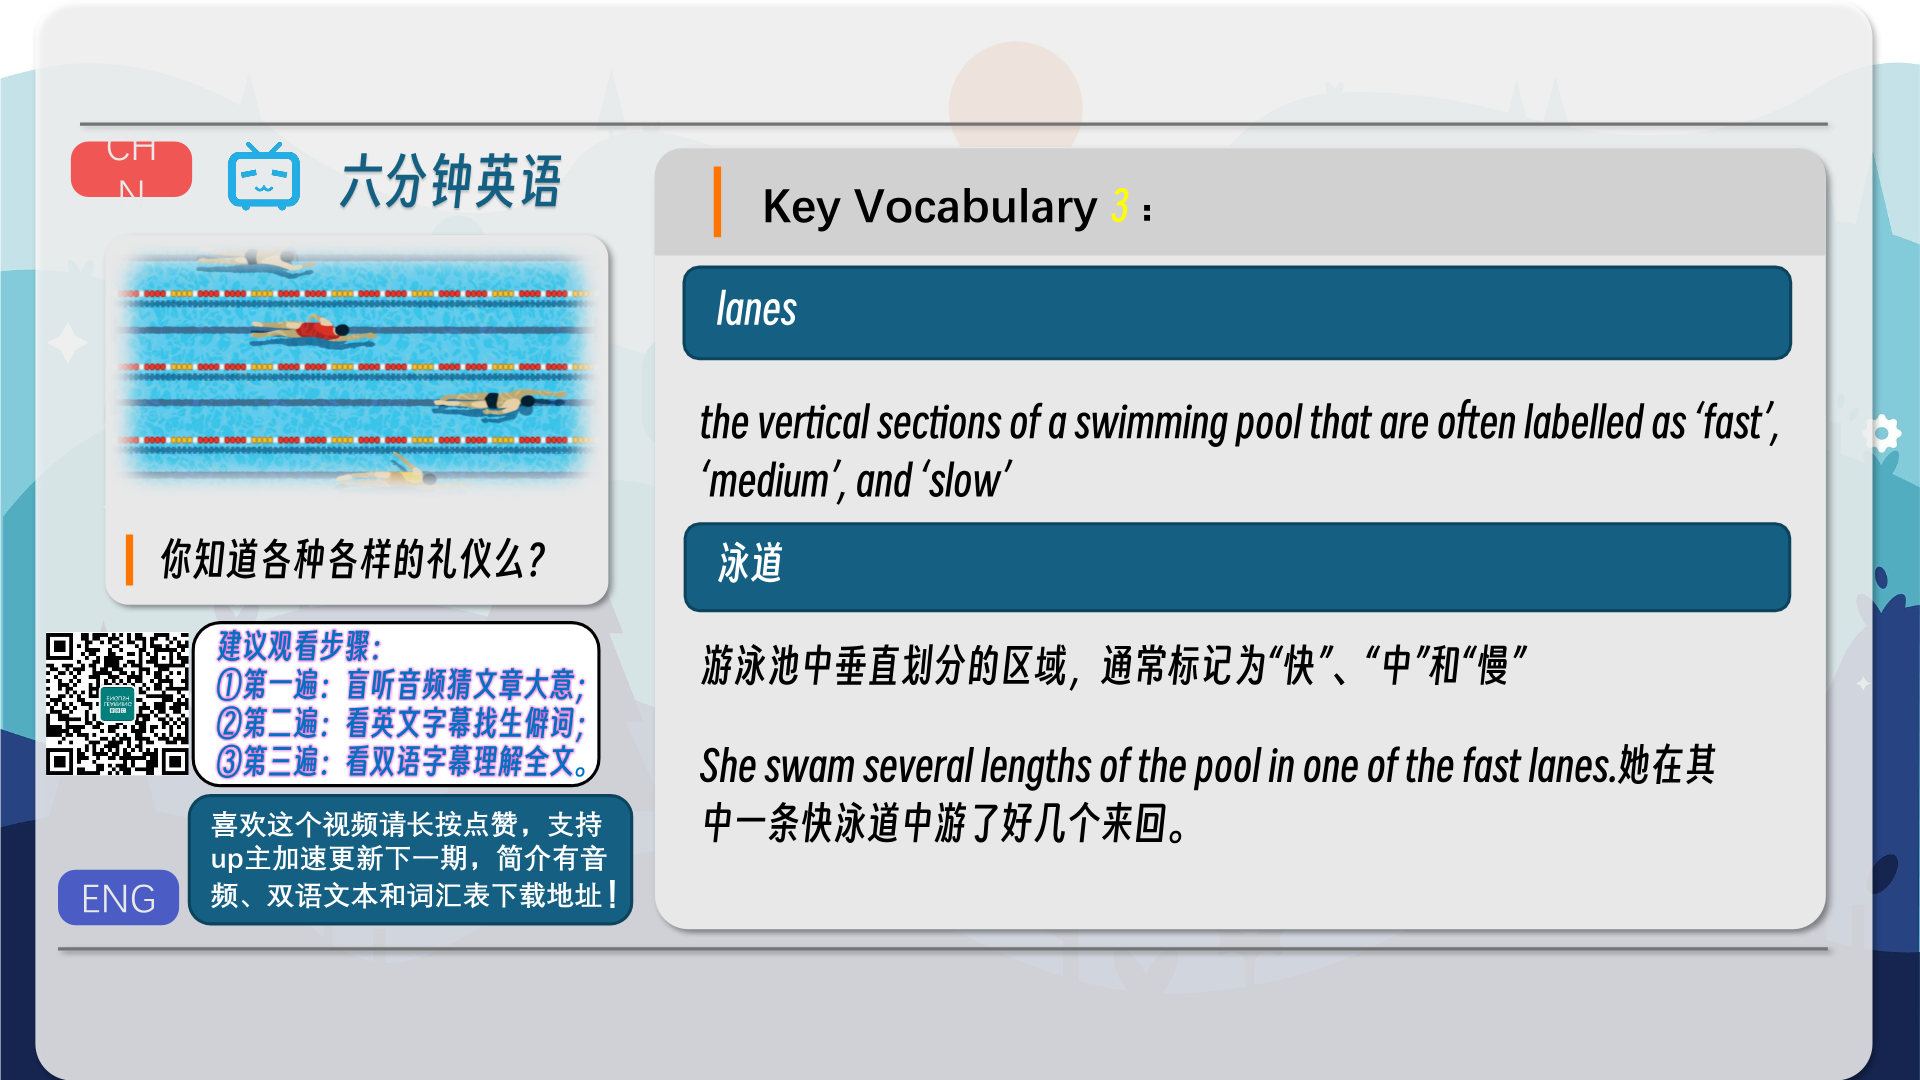 CH
N
六分钟英语
你知道各种各样的礼仪么?
建议观看步骤：
①第一遍：盲听音频猜文章大意；
②第二遍：看英文字幕找生僻词；
③第三遍：看双语字幕理解全文。
喜欢这个视频请长按点赞，支持
up主加速更新下一期，简介有音
频、双语文本和词汇表下载地址！
ENG
Key Vocabulary 3：
lanes
the vertical sections of a swimming pool that are often labelled as ‘fast’,
‘medium’, and ‘slow’
泳道
游泳池中垂直划分的区域，通常标记为“快”、“中”和“慢”
She swam several lengths of the pool in one of the fast lanes.她在其
中一条快泳道中游了好几个来回。